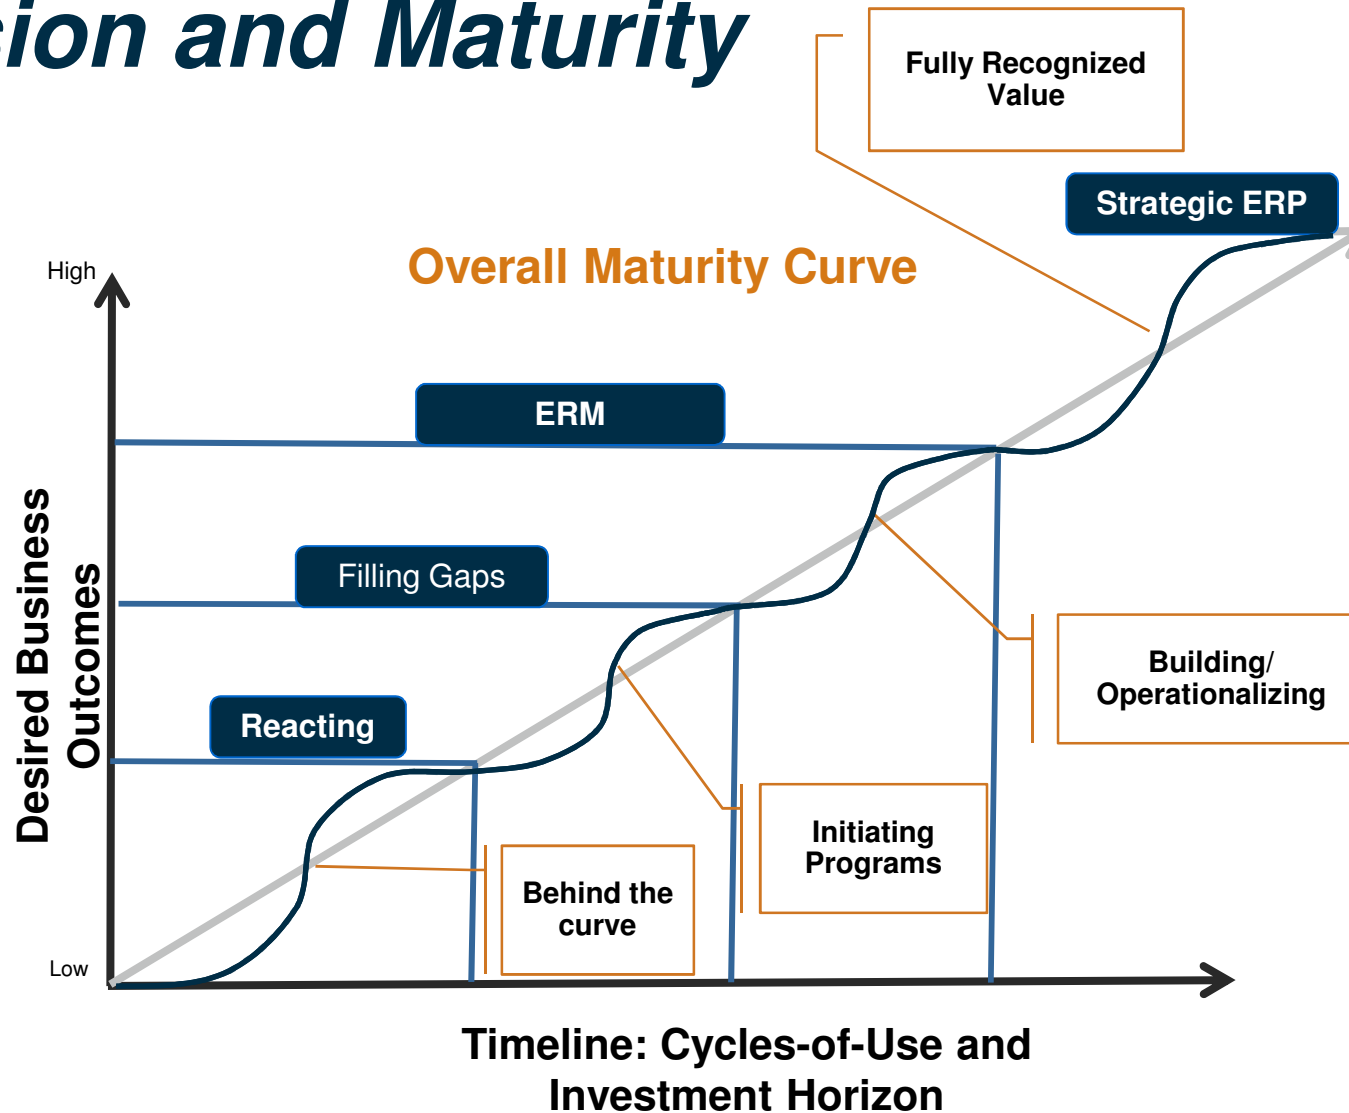 and Maturity
Fully Recognized
Value
Strategic ERP
High
Overall Maturity Curve
ERM
Desired Business
Outcomes
Filling Gaps
Building/
Operationalizing
Reacting
Initiating
Programs
Behind the
curve
Low
Timeline: Cycles-of-Use and
Investment Horizon